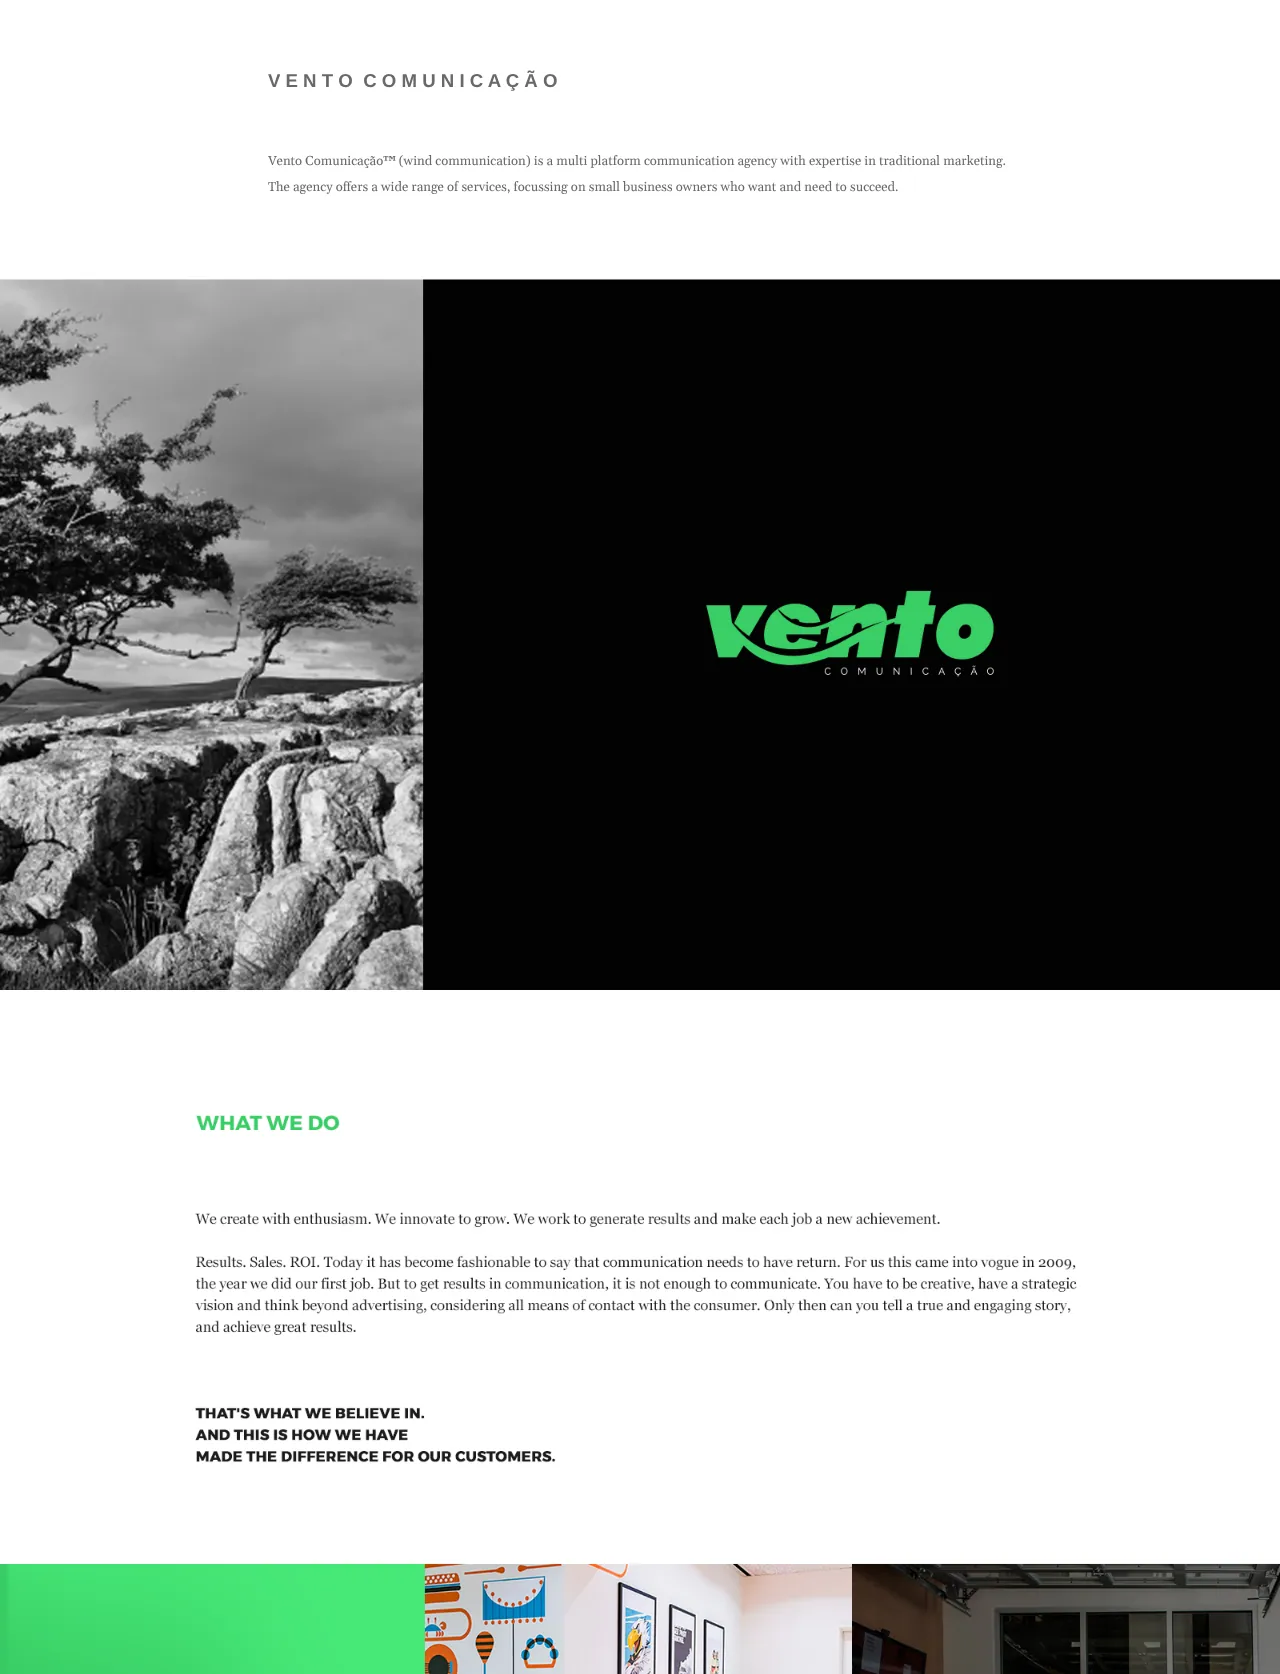 VENTO COMUNICAÇÃO
Vento Comunicação™ (wind communication) is a multi platform communication agency with expertise in traditional marketing.
The agency offers a wide range of services, focussing on small business owners who want and need to succeed.
vento
COMUNICAÇÃO
WHAT WE DO
We create with enthusiasm. We innovate to grow. We work to generate results and make each job a new achievement.
Results. Sales. ROI. Today it has become fashionable to say that communication needs to have return. For us this came into vogue in 2009,
the year we did our first job. But to get results in communication, it is not enough to communicate. You have to be creative, have a strategic
vision and think beyond advertising, considering all means of contact with the consumer. Only then can you tell a true and engaging story,
and achieve great results.
THAT'S WHAT WE BELIEVE IN.
AND THIS IS HOW WE HAVE
MADE THE DIFFERENCE FOR OUR CUSTOMERS.